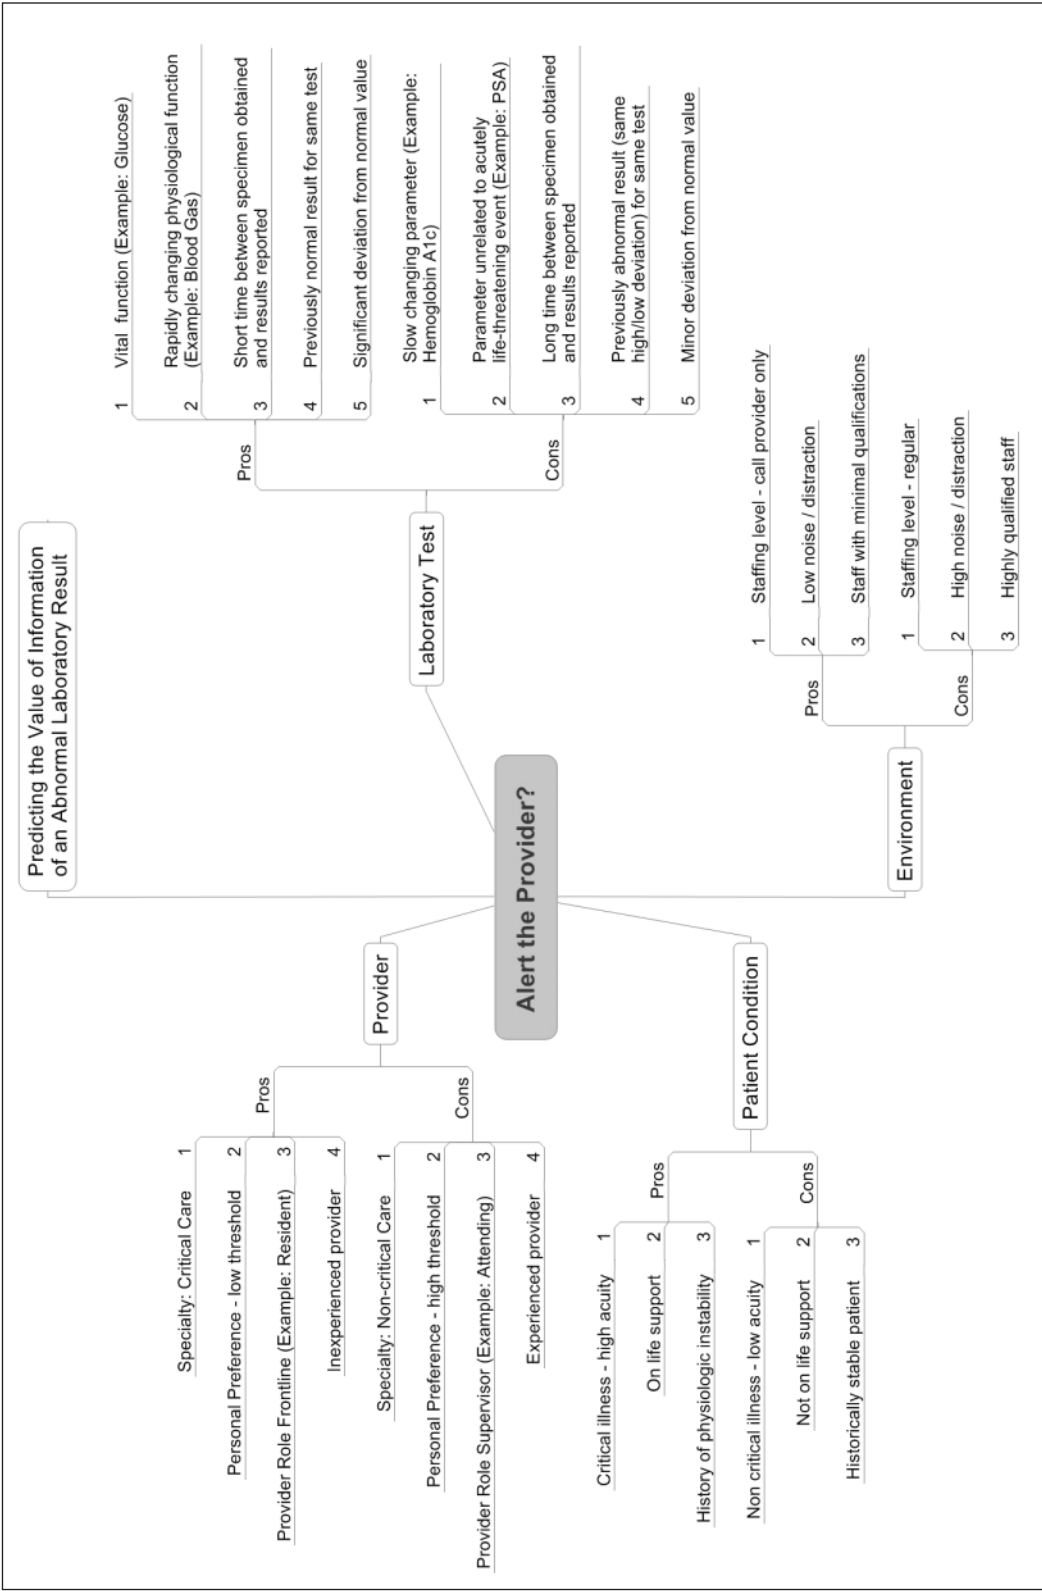 Predicting the Value of Information
of an Abnormal Laboratory Result
Alert the Provider?
Provider
Pros
Specialty: Critical Care 1
Personal Preference - low threshold 2
Provider Role Frontline (Example: Resident) 3
Inexperienced provider 4
Cons
Specialty: Non-critical Care 1
Personal Preference - high threshold 2
Provider Role Supervisor (Example: Attending) 3
Experienced provider 4
Patient Condition
Pros
Critical illness - high acuity 1
On life support 2
History of physiologic instability 3
Cons
Non critical illness - low acuity 1
Not on life support 2
Historically stable patient 3
Laboratory Test
Pros
1 Vital function (Example: Glucose)
2 Rapidly changing physiological function
(Example: Blood Gas)
3 Short time between specimen obtained
and results reported
4 Previously normal result for same test
5 Significant deviation from normal value
Cons
1 Slow changing parameter (Example:
Hemoglobin A1c)
2 Parameter unrelated to acutely
life-threatening event (Example: PSA)
3 Long time between specimen obtained
and results reported
4 Previously abnormal result (same
high/low deviation) for same test
5 Minor deviation from normal value
Environment
Pros
1 Staffing level - call provider only
2 Low noise / distraction
3 Staff with minimal qualifications
Cons
1 Staffing level - regular
2 High noise / distraction
3 Highly qualified staff